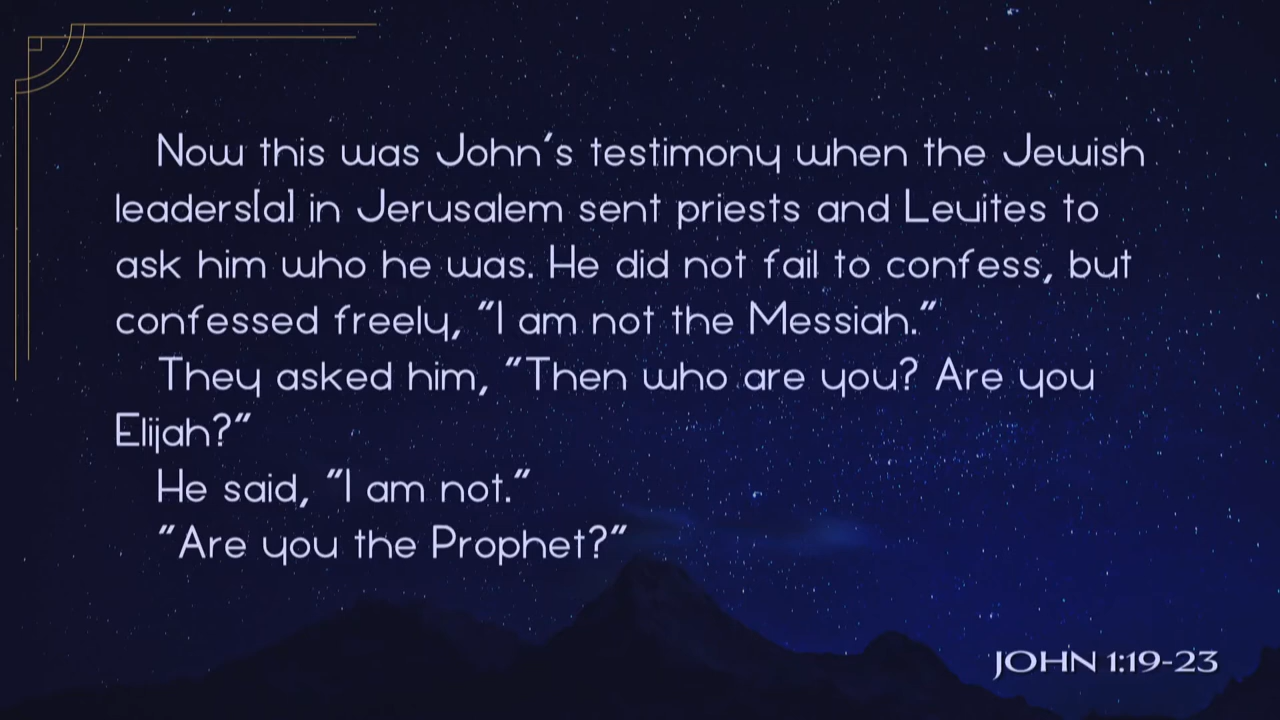 Now this was John's testimony when the Jewish
leaders[a] in Jerusalem sent priests and Levites to
ask him who he was. He did not fail to confess, but
confessed freely, "I am not the Messiah."
They asked him, "Then who are you? Are you
Elijah?"
He said, "I am not."
"Are you the Prophet?"
JOHN 1:19-23